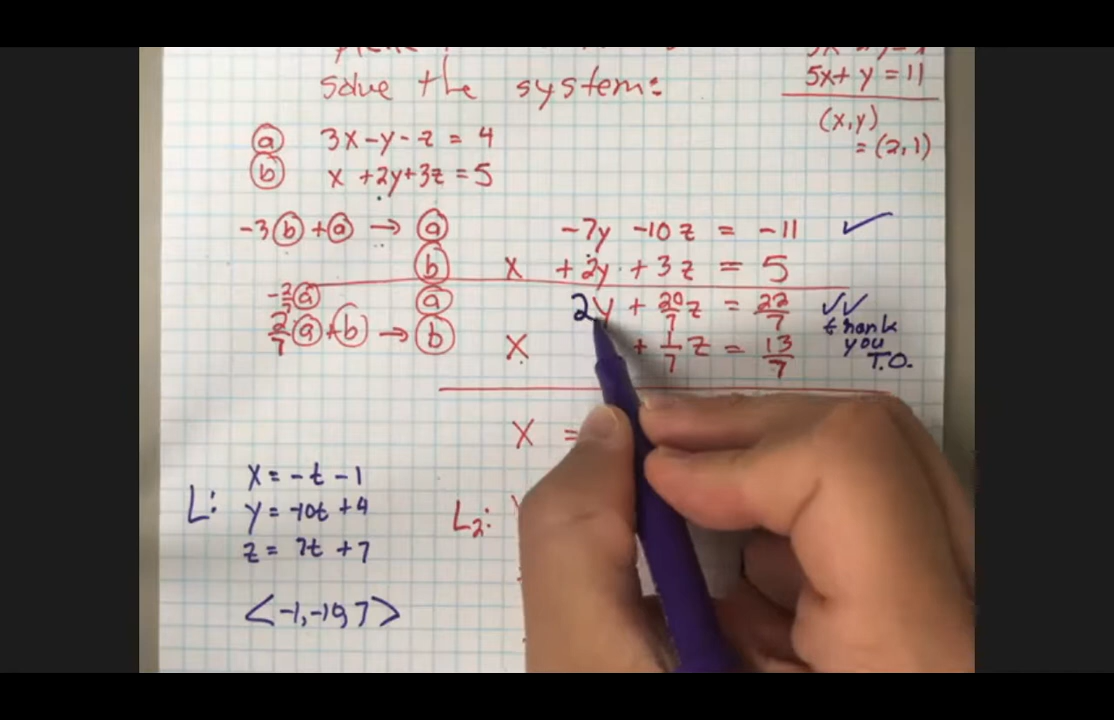 solve the system:
5x + y = 11
(x,y)
= (2,1)
ⓐ 3x - y - z = 4
ⓑ x + 2y + 3z = 5
-3ⓑ + ⓐ → ⓐ -7y - 10z = -11 ✓
ⓑ x + 2y + 3z = 5
-2/7 ⓐ ⓐ 2y + 20/7 z = 22/7 ✓✓
thank
you
T.O.
2/7 ⓐ + ⓑ → ⓑ x + 1/7 z = 13/7
x =
L: x = -t - 1
y = -10t + 4
z = 7t + 7
L₂:
<-1, -10, 7>